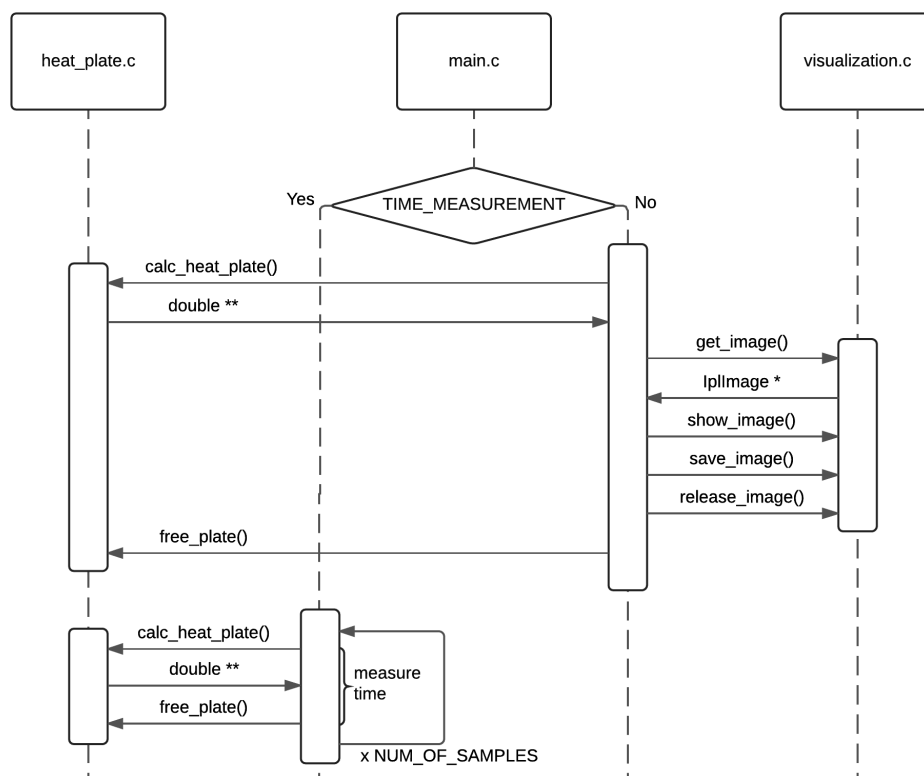 heat_plate.c
main.c
visualization.c
Yes
TIME_MEASUREMENT
No
calc_heat_plate()
double **
get_image()
IplImage *
show_image()
save_image()
release_image()
free_plate()
calc_heat_plate()
double **
measure
time
free_plate()
x NUM_OF_SAMPLES